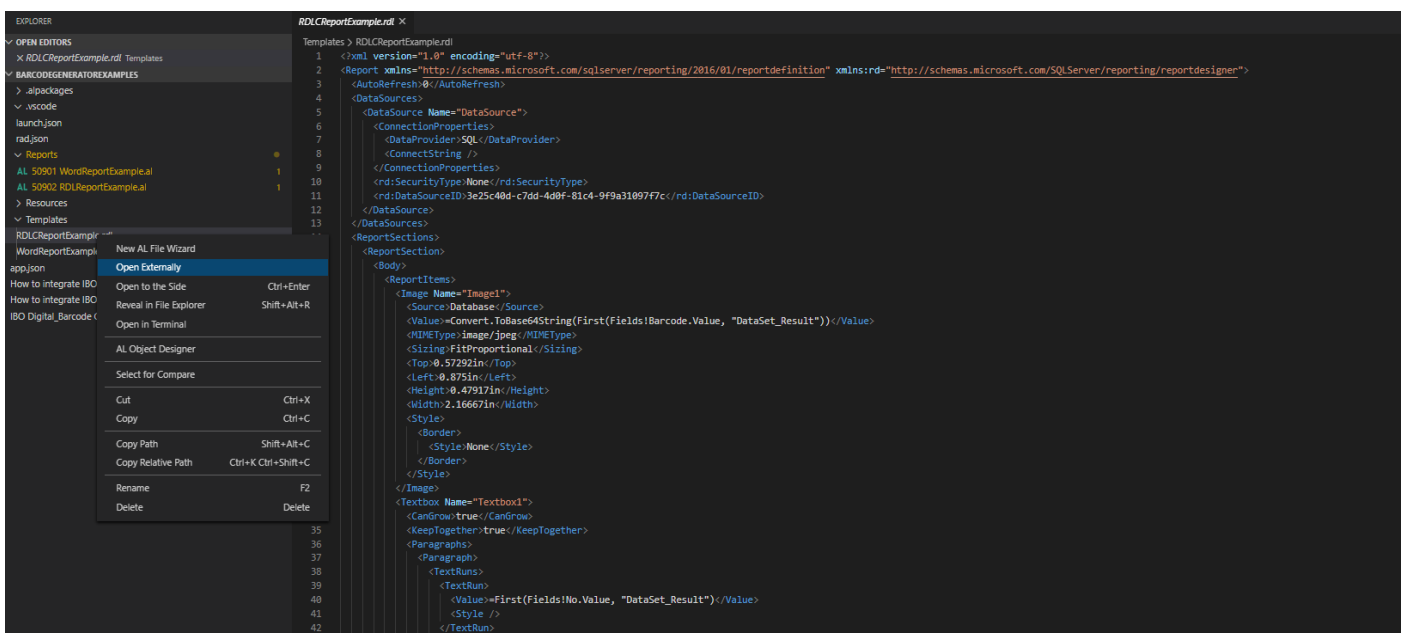 EXPLORER
OPEN EDITORS
RDLCReportExample.rdl Templates
BARCODEGENERATOREXAMPLES
.alpackages
.vscode
launch.json
rad.json
Reports
AL 50901 WordReportExample.al 1
AL 50902 RDLReportExample.al 1
Resources
Templates
RDLCReportExample
WordReportExample
app.json
How to integrate IBO
How to integrate IBO
IBO Digital_Barcode
New AL File Wizard
Open Externally
Open to the Side Ctrl+Enter
Reveal in File Explorer Shift+Alt+R
Open in Terminal
AL Object Designer
Select for Compare
Cut Ctrl+X
Copy Ctrl+C
Copy Path Shift+Alt+C
Copy Relative Path Ctrl+K Ctrl+Shift+C
Rename F2
Delete Delete
RDLCReportExample.rdl
Templates > RDLCReportExample.rdl
1 <?xml version="1.0" encoding="utf-8"?>
2 <Report xmlns="http://schemas.microsoft.com/sqlserver/reporting/2016/01/reportdefinition" xmlns:rd="http://schemas.microsoft.com/SQLServer/reporting/reportdesigner">
3 <AutoRefresh>0</AutoRefresh>
4 <DataSources>
5 <DataSource Name="DataSource">
6 <ConnectionProperties>
7 <DataProvider>SQL</DataProvider>
8 <ConnectString />
9 </ConnectionProperties>
10 <rd:SecurityType>None</rd:SecurityType>
11 <rd:DataSourceID>3e25c40d-c7dd-4d0f-81c4-9f9a31097f7c</rd:DataSourceID>
12 </DataSource>
13 </DataSources>
<ReportSections>
<ReportSection>
<Body>
<ReportItems>
<Image Name="Image1">
<Source>Database</Source>
<Value>=Convert.ToBase64String(First(Fields!Barcode.Value, "DataSet_Result"))</Value>
<MIMEType>image/jpeg</MIMEType>
<Sizing>FitProportional</Sizing>
<Top>0.57292in</Top>
<Left>0.875in</Left>
<Height>0.47917in</Height>
<Width>2.16667in</Width>
<Style>
<Border>
<Style>None</Style>
</Border>
</Style>
</Image>
<Textbox Name="Textbox1">
<CanGrow>true</CanGrow>
35 <KeepTogether>true</KeepTogether>
36 <Paragraphs>
37 <Paragraph>
38 <TextRuns>
39 <TextRun>
40 <Value>=First(Fields!No.Value, "DataSet_Result")</Value>
41 <Style />
42 </TextRun>